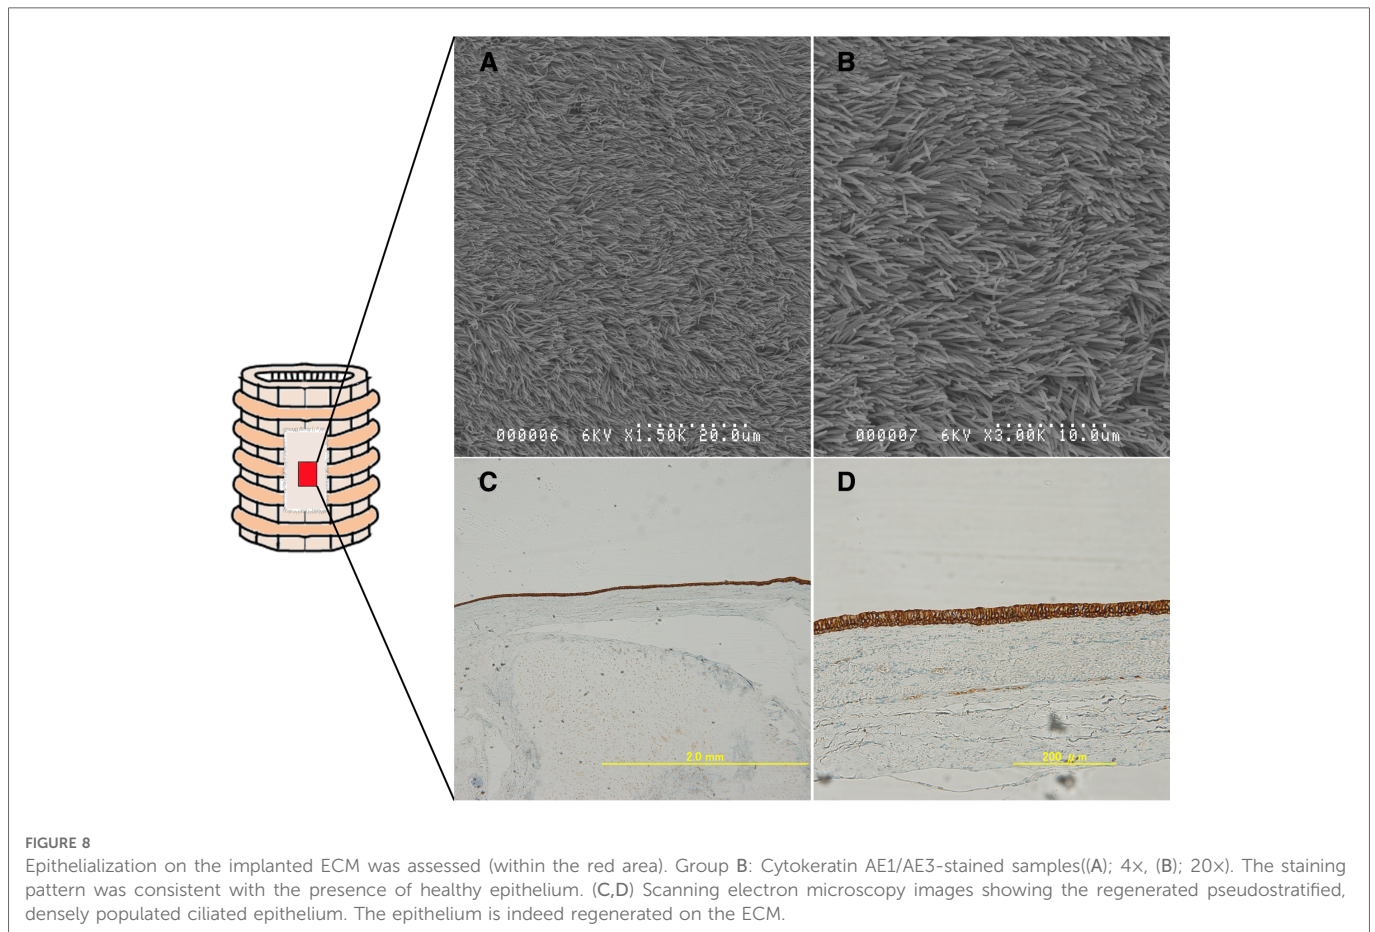 A
B
000006 6KV X1.50K 20.0um
000007 6KV X3.00K 10.0um
C
D
2.0 mm
200 μm
FIGURE 8
Epithelialization on the implanted ECM was assessed (within the red area). Group B: Cytokeratin AE1/AE3-stained samples((A); 4×, (B); 20×). The staining
pattern was consistent with the presence of healthy epithelium. (C,D) Scanning electron microscopy images showing the regenerated pseudostratified,
densely populated ciliated epithelium. The epithelium is indeed regenerated on the ECM.